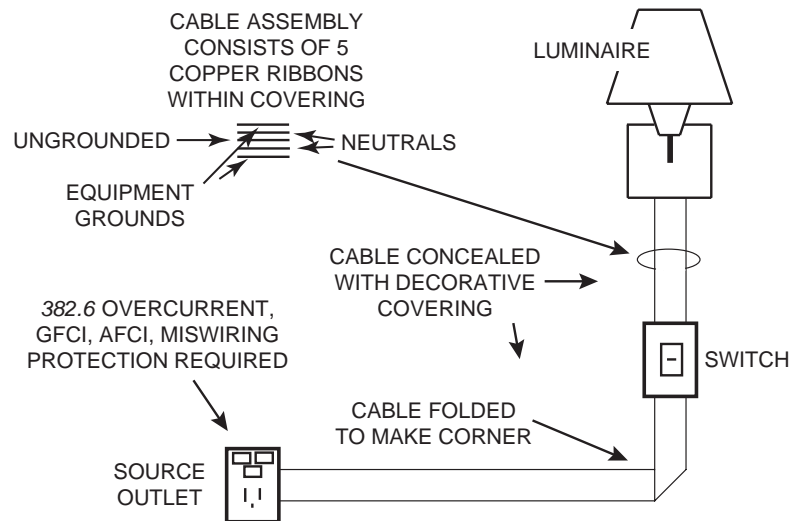 CABLE ASSEMBLY
CONSISTS OF 5
COPPER RIBBONS
WITHIN COVERING
LUMINAIRE
UNGROUNDED
NEUTRALS
EQUIPMENT
GROUNDS
CABLE CONCEALED
WITH DECORATIVE
COVERING
382.6 OVERCURRENT,
GFCI, AFCI, MISWIRING
PROTECTION REQUIRED
SWITCH
CABLE FOLDED
TO MAKE CORNER
SOURCE
OUTLET